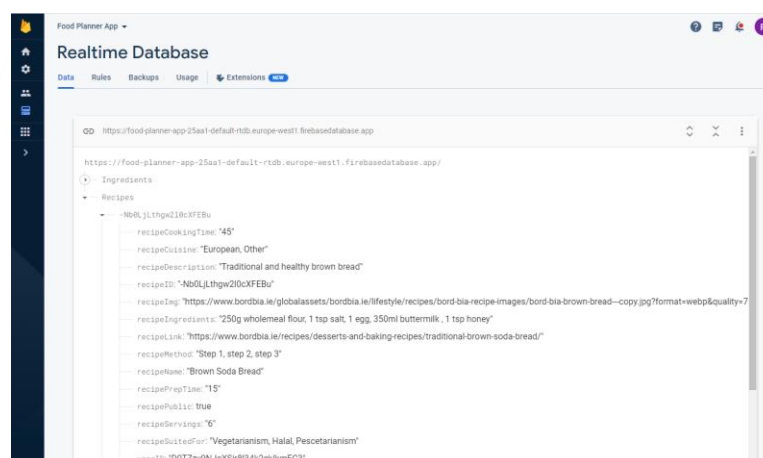 Food Planner App
Realtime Database
Data Rules Backups Usage Extensions NEW
https://food-planner-app-25aa1-default-rtdb.europe-west1.firebasedatabase.app
https://food-planner-app-25aa1-default-rtdb.europe-west1.firebasedatabase.app/
Ingredients
Recipes
recipeCookingTime: "45"
recipeCuisine: "European, Other"
recipeDescription: "Traditional and healthy brown bread"
recipeID:
recipeImg: "https://www.bordbia.ie/globalassets/bordbia.ie/lifestyle/recipes/bord-bia-recipe-images/bord-bia-brown-bread---copy.jpg?format=webp&quality=7
recipeIngredients: "250g wholemeal flour, 1 tsp salt, 1 egg, 350ml buttermilk , 1 tsp honey"
recipeLink: "https://www.bordbia.ie/recipes/desserts-and-baking-recipes/traditional-brown-soda-bread/"
recipeMethod: "Step 1, step 2, step 3"
recipeName: "Brown Soda Bread"
recipePrepTime: "15"
recipePublic: true
recipeServings: "6"
recipeSuitedFor: "Vegetarianism, Halal, Pescetarianism"